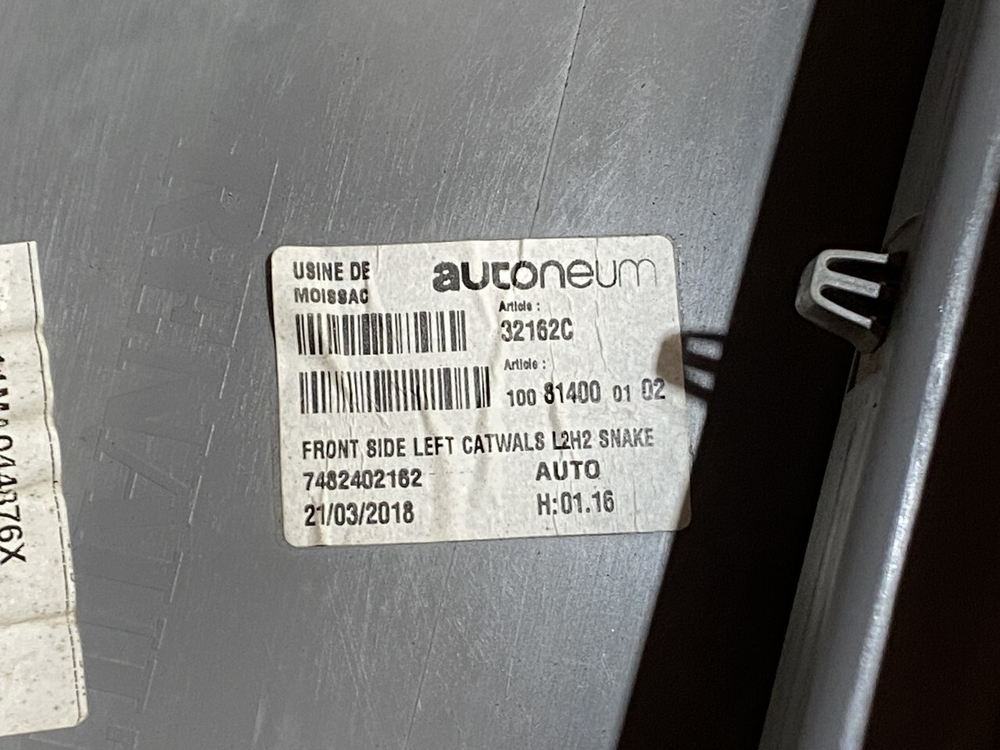 USINE DE
MOISSAC
autoneum
Article :
32162C
Article :
100 81400 01 02
FRONT SIDE LEFT CATWALS L2H2 SNAKE
7482402162
AUTO
21/03/2018
H:01.16